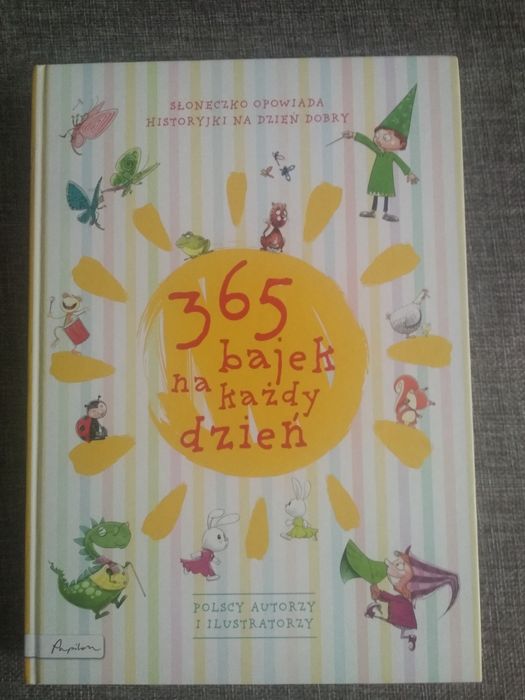 SŁONECZKO OPOWIADA
HISTORYJKI NA DZIEŃ DOBRY
365
bajek
na każdy
dzień
POLSCY AUTORZY
I ILUSTRATORZY
Papilon